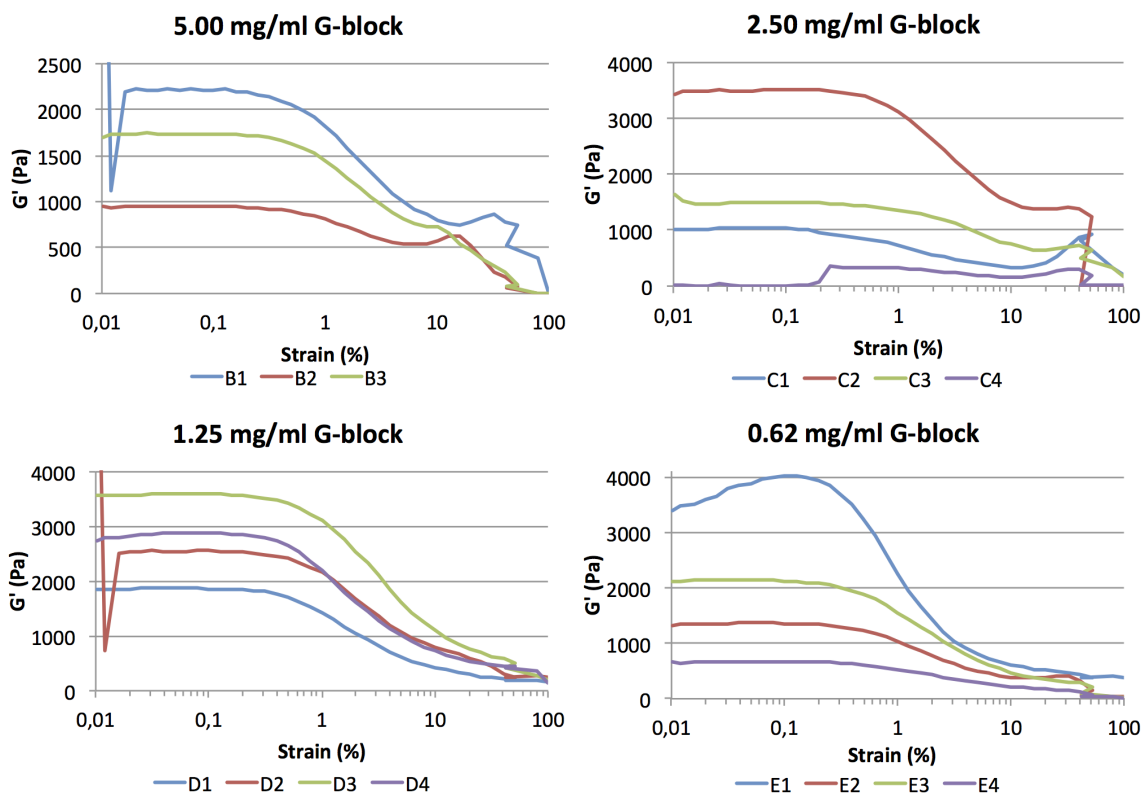 5.00 mg/ml G-block
G' (Pa)
2500
2000
1500
1000
500
0
0,01 0,1 1 10 100
Strain (%)
B1 B2 B3
2.50 mg/ml G-block
G' (Pa)
4000
3000
2000
1000
0
0,01 0,1 1 10 100
Strain (%)
C1 C2 C3 C4
1.25 mg/ml G-block
G' (Pa)
4000
3000
2000
1000
0
0,01 0,1 1 10 100
Strain (%)
D1 D2 D3 D4
0.62 mg/ml G-block
G' (Pa)
4000
3000
2000
1000
0
0,01 0,1 1 10 100
Strain (%)
E1 E2 E3 E4